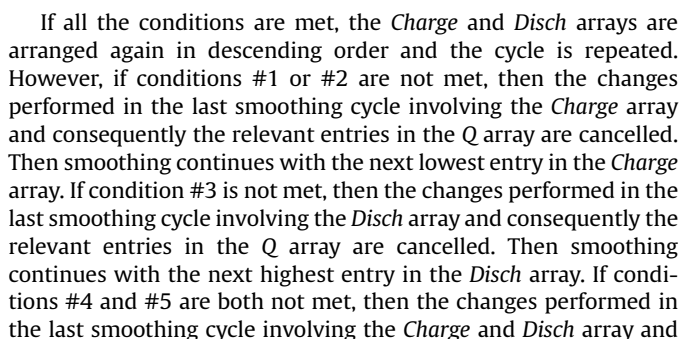 If all the conditions are met, the Charge and Disch arrays are
arranged again in descending order and the cycle is repeated.
However, if conditions #1 or #2 are not met, then the changes
performed in the last smoothing cycle involving the Charge array
and consequently the relevant entries in the Q array are cancelled.
Then smoothing continues with the next lowest entry in the Charge
array. If condition #3 is not met, then the changes performed in the
last smoothing cycle involving the Disch array and consequently the
relevant entries in the Q array are cancelled. Then smoothing
continues with the next highest entry in the Disch array. If condi-
tions #4 and #5 are both not met, then the changes performed in
the last smoothing cycle involving the Charge and Disch array and